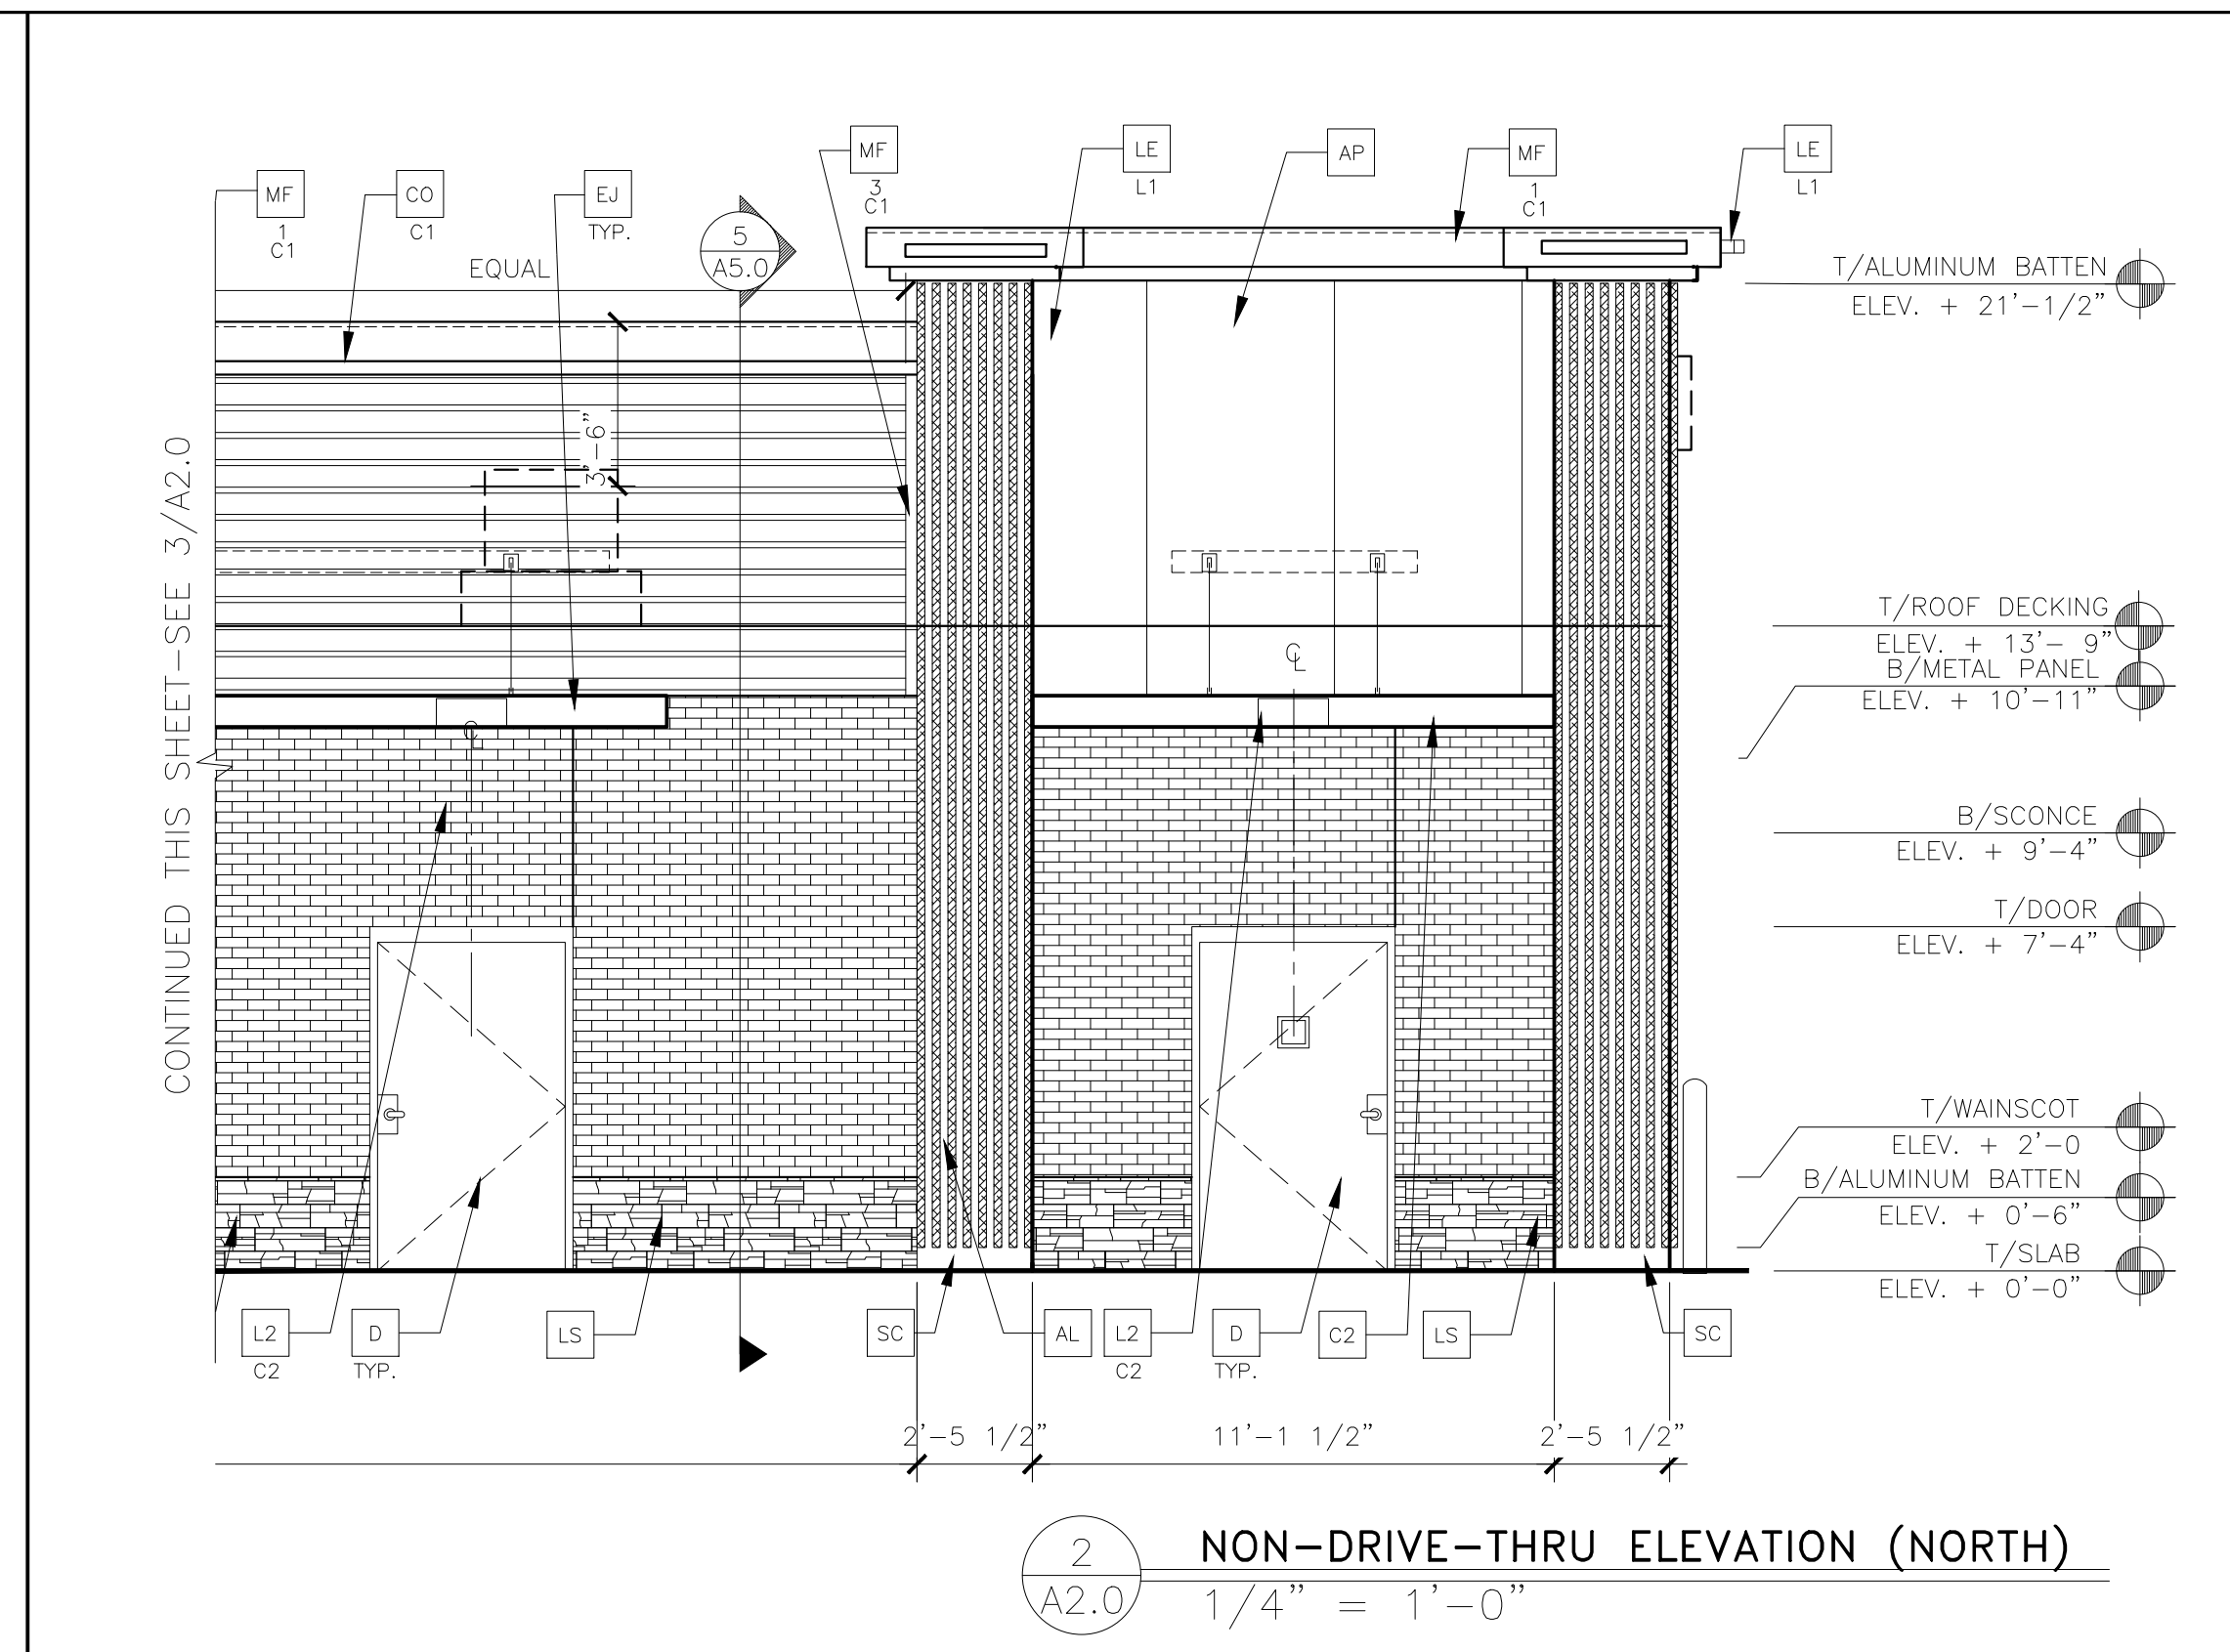 MF
1
C1
CO
C1
EJ
TYP.
EQUAL
5
A5.0
MF
3
C1
LE
L1
AP
MF
1
C1
LE
L1
T/ALUMINUM BATTEN
ELEV. + 21'-1/2"
3'-6"
CONTINUED THIS SHEET-SEE 3/A2.0
T/ROOF DECKING
ELEV. + 13'- 9"
B/METAL PANEL
ELEV. + 10'-11"
CL
CL
B/SCONCE
ELEV. + 9'-4"
T/DOOR
ELEV. + 7'-4"
T/WAINSCOT
ELEV. + 2'-0
B/ALUMINUM BATTEN
ELEV. + 0'-6"
T/SLAB
ELEV. + 0'-0"
L2
C2
D
TYP.
LS
SC
AL
L2
C2
D
TYP.
C2
LS
SC
2'-5 1/2"
11'-1 1/2"
2'-5 1/2"
2
A2.0
NON-DRIVE-THRU ELEVATION (NORTH)
1/4" = 1'-0"